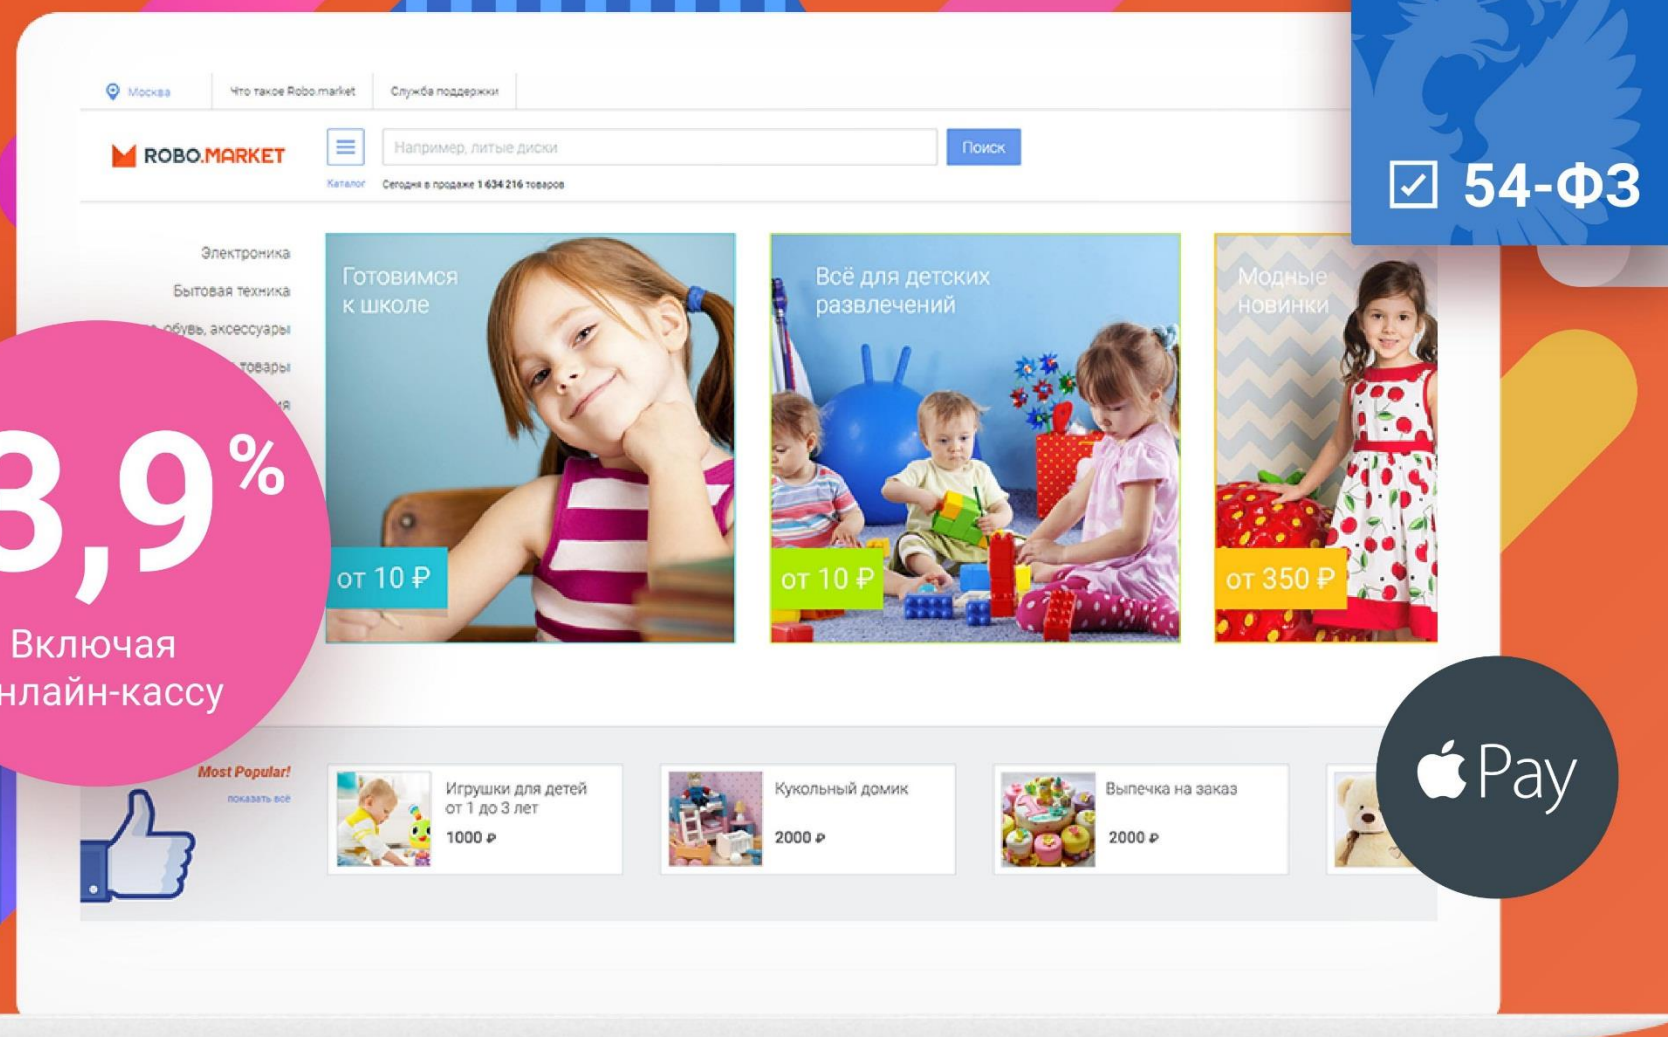 Москва
Что такое Robo.market
Служба поддержки
ROBO.MARKET
Например, литые диски
Поиск
Каталог
Сегодня в продаже 1 634 216 товаров
54-ФЗ
Электроника
Бытовая техника
обувь, аксессуары
товары
Готовимся
к школе
от 10 ₽
Всё для детских
развлечений
от 10 ₽
Модные
новинки
от 350 ₽
3,9%
Включая
нлайн-кассу
Most Popular!
показать всё
Игрушки для детей
от 1 до 3 лет
1000 ₽
Кукольный домик
2000 ₽
Выпечка на заказ
2000 ₽
Pay